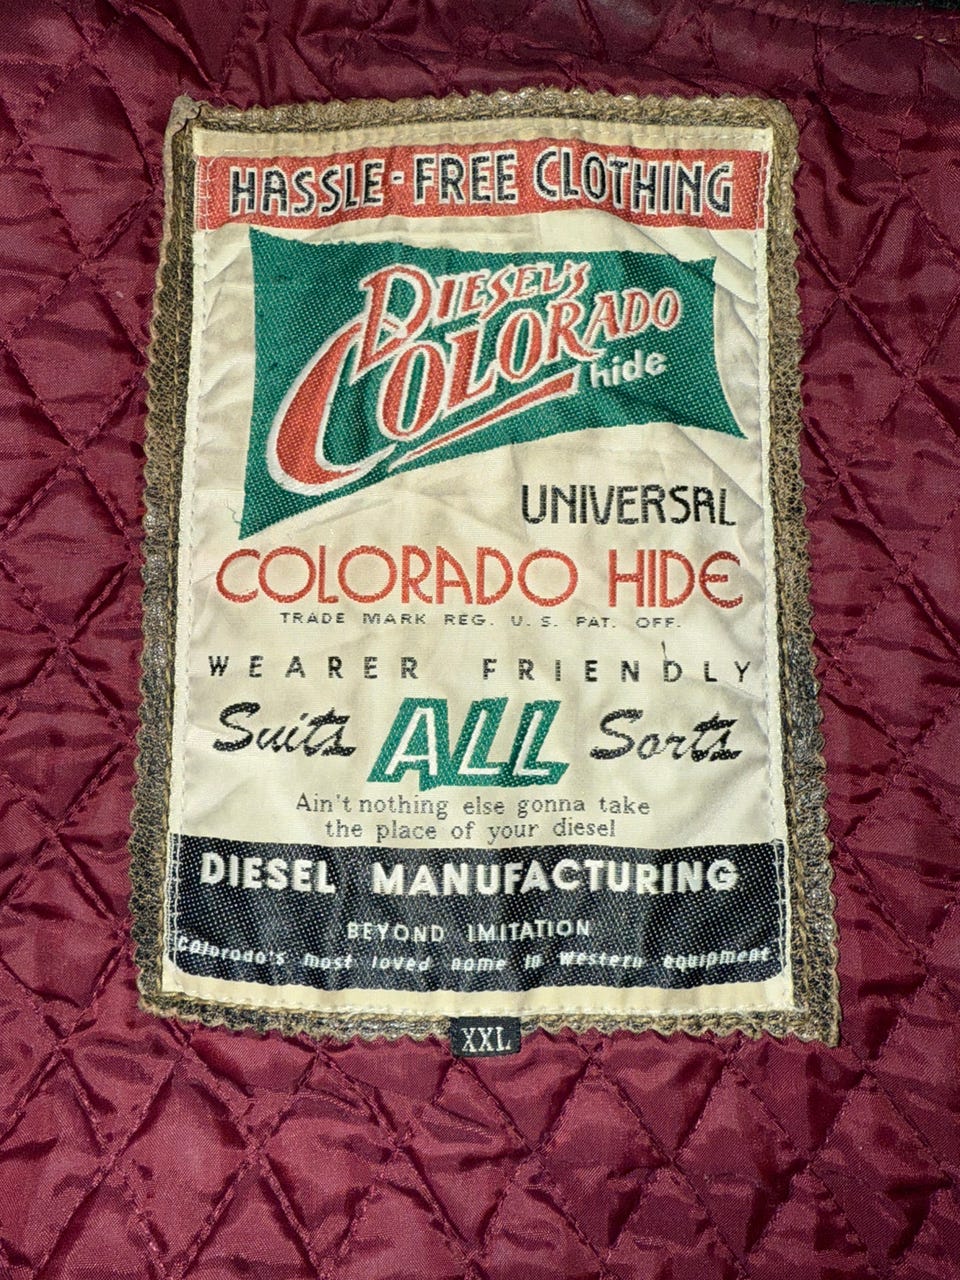 HASSLE-FREE CLOTHING
DIESEL'S
COLORADO
hide
UNIVERSAL
COLORADO HIDE
TRADE MARK REG. U.S. PAT. OFF.
WEARER FRIENDLY
Suits ALL Sorts
Ain't nothing else gonna take
the place of your diesel
DIESEL MANUFACTURING
BEYOND IMITATION
Colorado's most loved name in Western equipment
XXL